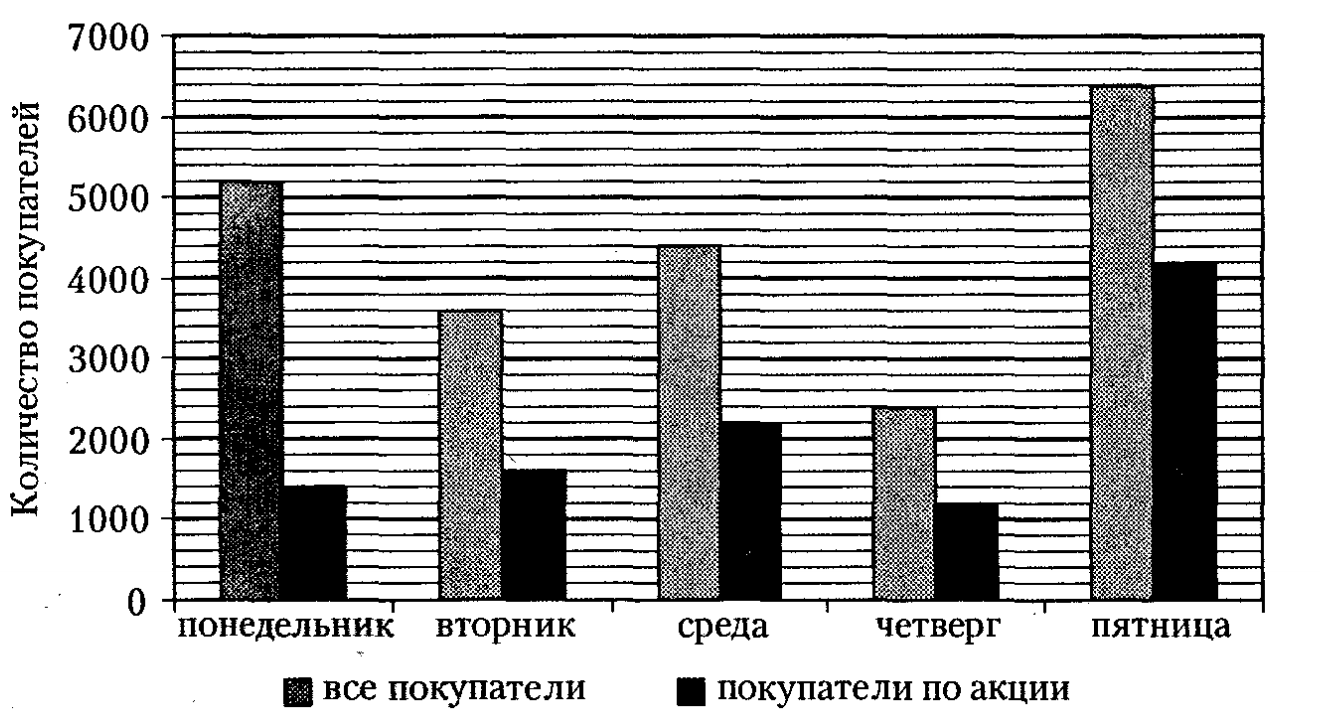 Количество покупателей
7000
6000
5000
4000
3000
2000
1000
0
понедельник вторник среда четверг пятница
все покупатели покупатели по акции